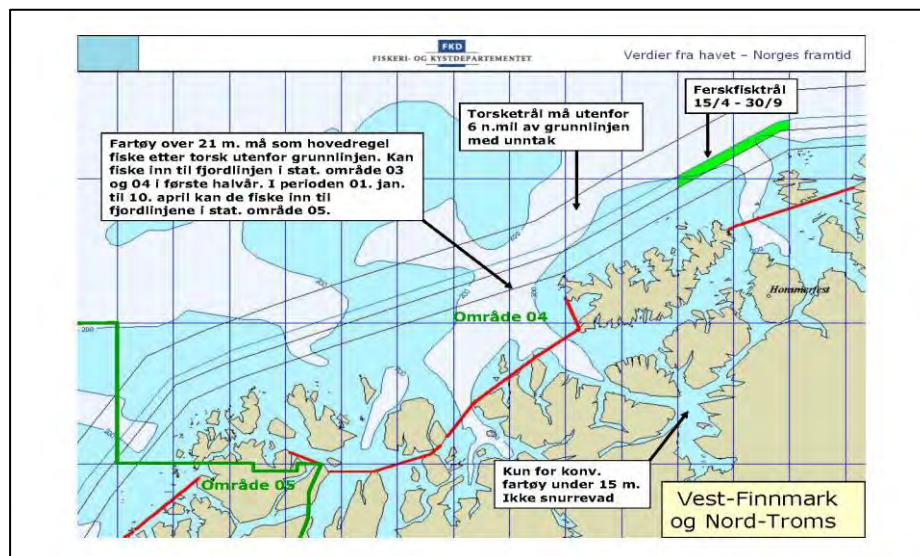 FKD
FISKERI- OG KYSTDEPARTEMENTET
Verdier fra havet – Norges framtid
Ferskfisktrål
15/4 - 30/9
Torsketrål må utenfor
6 n.mil av grunnlinjen
med unntak
Fartøy over 21 m. må som hovedregel
fiske etter torsk utenfor grunnlinjen. Kan
fiske inn til fjordlinjen i stat. område 03
og 04 i første halvår. I perioden 01. jan.
til 10. april kan de fiske inn til
fjordlinjene i stat. område 05.
Hammerfest
Område 04
200
200
200
200
Område 05
Kun for konv.
fartøy under 15 m.
Ikke snurrevad
Vest-Finnmark
og Nord-Troms